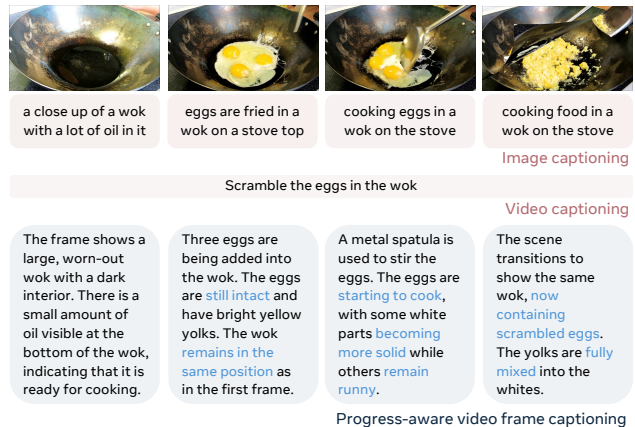 a close up of a wok
with a lot of oil in it
eggs are fried in a
wok on a stove top
cooking eggs in a
wok on the stove
cooking food in a
wok on the stove
Image captioning
Scramble the eggs in the wok
Video captioning
The frame shows a
large, worn-out
wok with a dark
interior. There is a
small amount of
oil visible at the
bottom of the wok,
indicating that it is
ready for cooking.
Three eggs are
being added into
the wok. The eggs
are still intact and
have bright yellow
yolks. The wok
remains in the
same position as
in the first frame.
A metal spatula is
used to stir the
eggs. The eggs are
starting to cook,
with some white
parts becoming
more solid while
others remain
runny.
The scene
transitions to
show the same
wok, now
containing
scrambled eggs.
The yolks are fully
mixed into the
whites.
Progress-aware video frame captioning